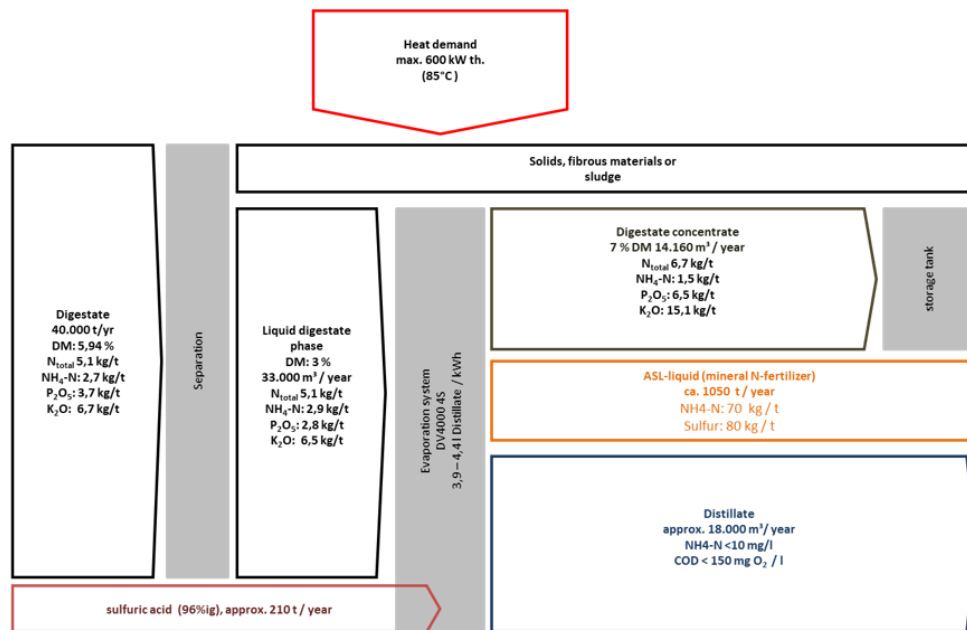 Heat demand
max. 600 kW th.
(85°C)
Solids, fibrous materials or
sludge
Digestate
40.000 t/yr
DM: 5,94 %
Ntotal 5,1 kg/t
NH4-N: 2,7 kg/t
P2O5: 3,7 kg/t
K2O: 6,7 kg/t
Separation
Liquid digestate
phase
DM: 3 %
33.000 m³ / year
Ntotal 5,1 kg/t
NH4-N: 2,9 kg/t
P2O5: 2,8 kg/t
K2O: 6,5 kg/t
Evaporation system
DV4000 4S
3,9 – 4,4 l Distillate / kWh
Digestate concentrate
7 % DM 14.160 m³ / year
Ntotal 6,7 kg/t
NH4-N: 1,5 kg/t
P2O5: 6,5 kg/t
K2O: 15,1 kg/t
storage tank
ASL-liquid (mineral N-fertilizer)
ca. 1050 t / year
NH4-N: 70 kg / t
Sulfur: 80 kg / t
Distillate
approx. 18.000 m³/ year
NH4-N <10 mg/l
COD < 150 mg O2 / l
sulfuric acid (96%ig), approx. 210 t / year